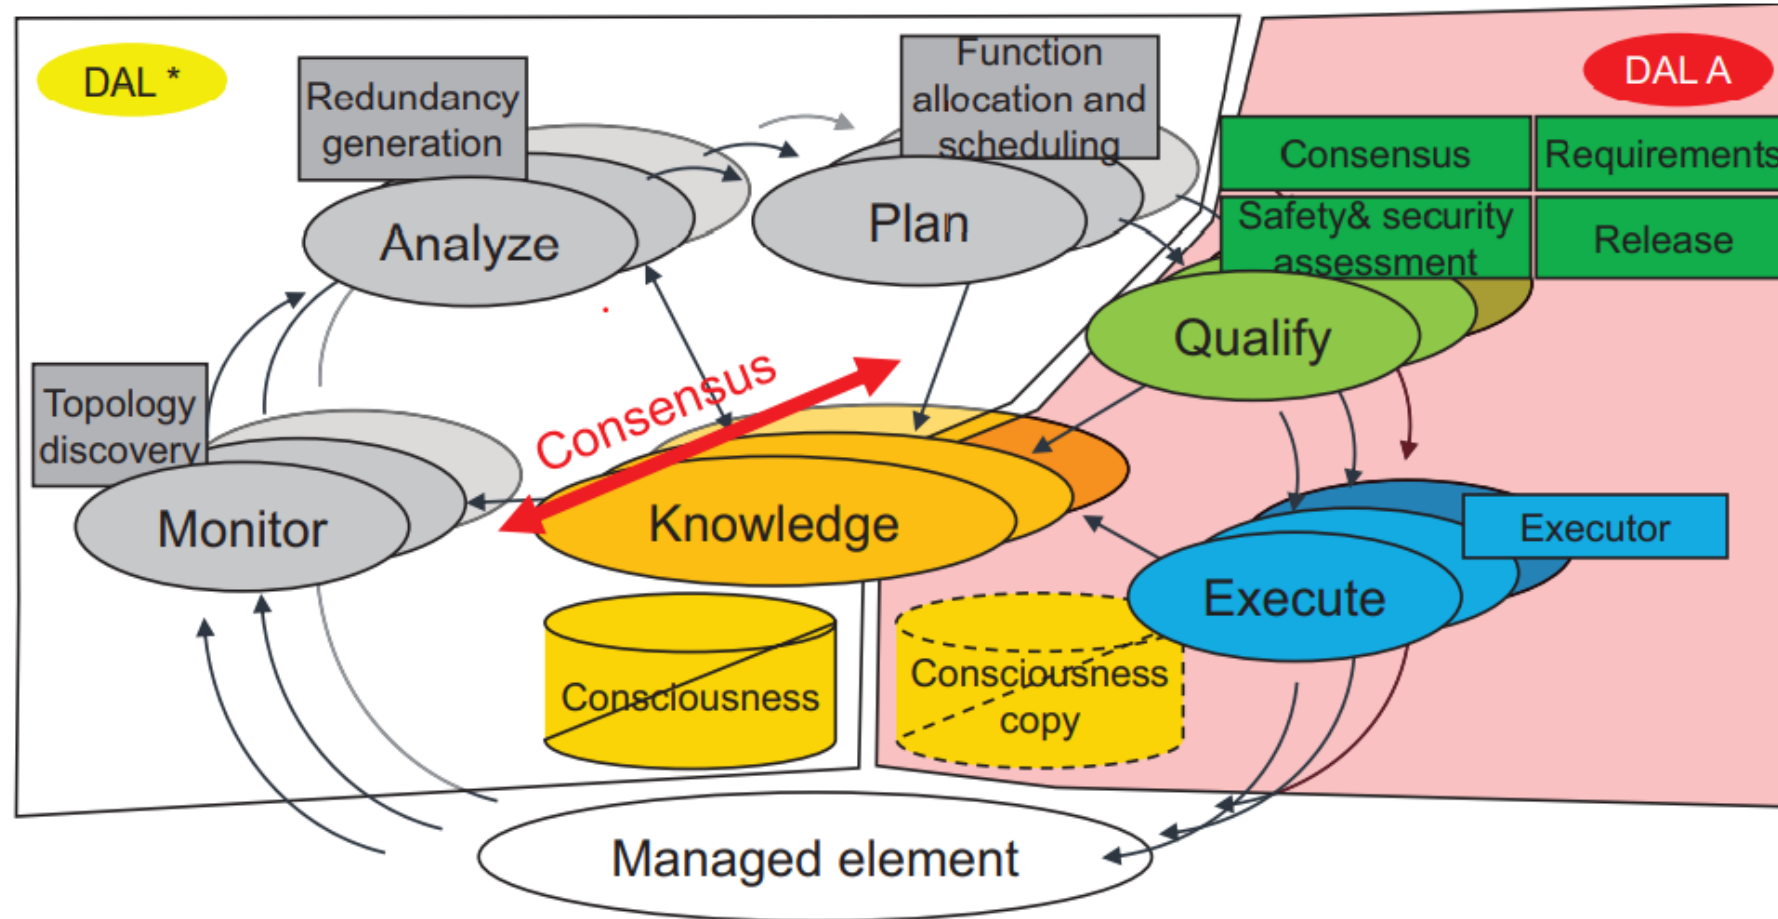 DAL *
Redundancy
generation
Function
allocation and
scheduling
DAL A
Consensus
Requirements
Safety& security
assessment
Release
Analyze
Plan
Qualify
Topology
discovery
Consensus
Monitor
Knowledge
Executor
Execute
Consciousness
Consciousness
copy
Managed element